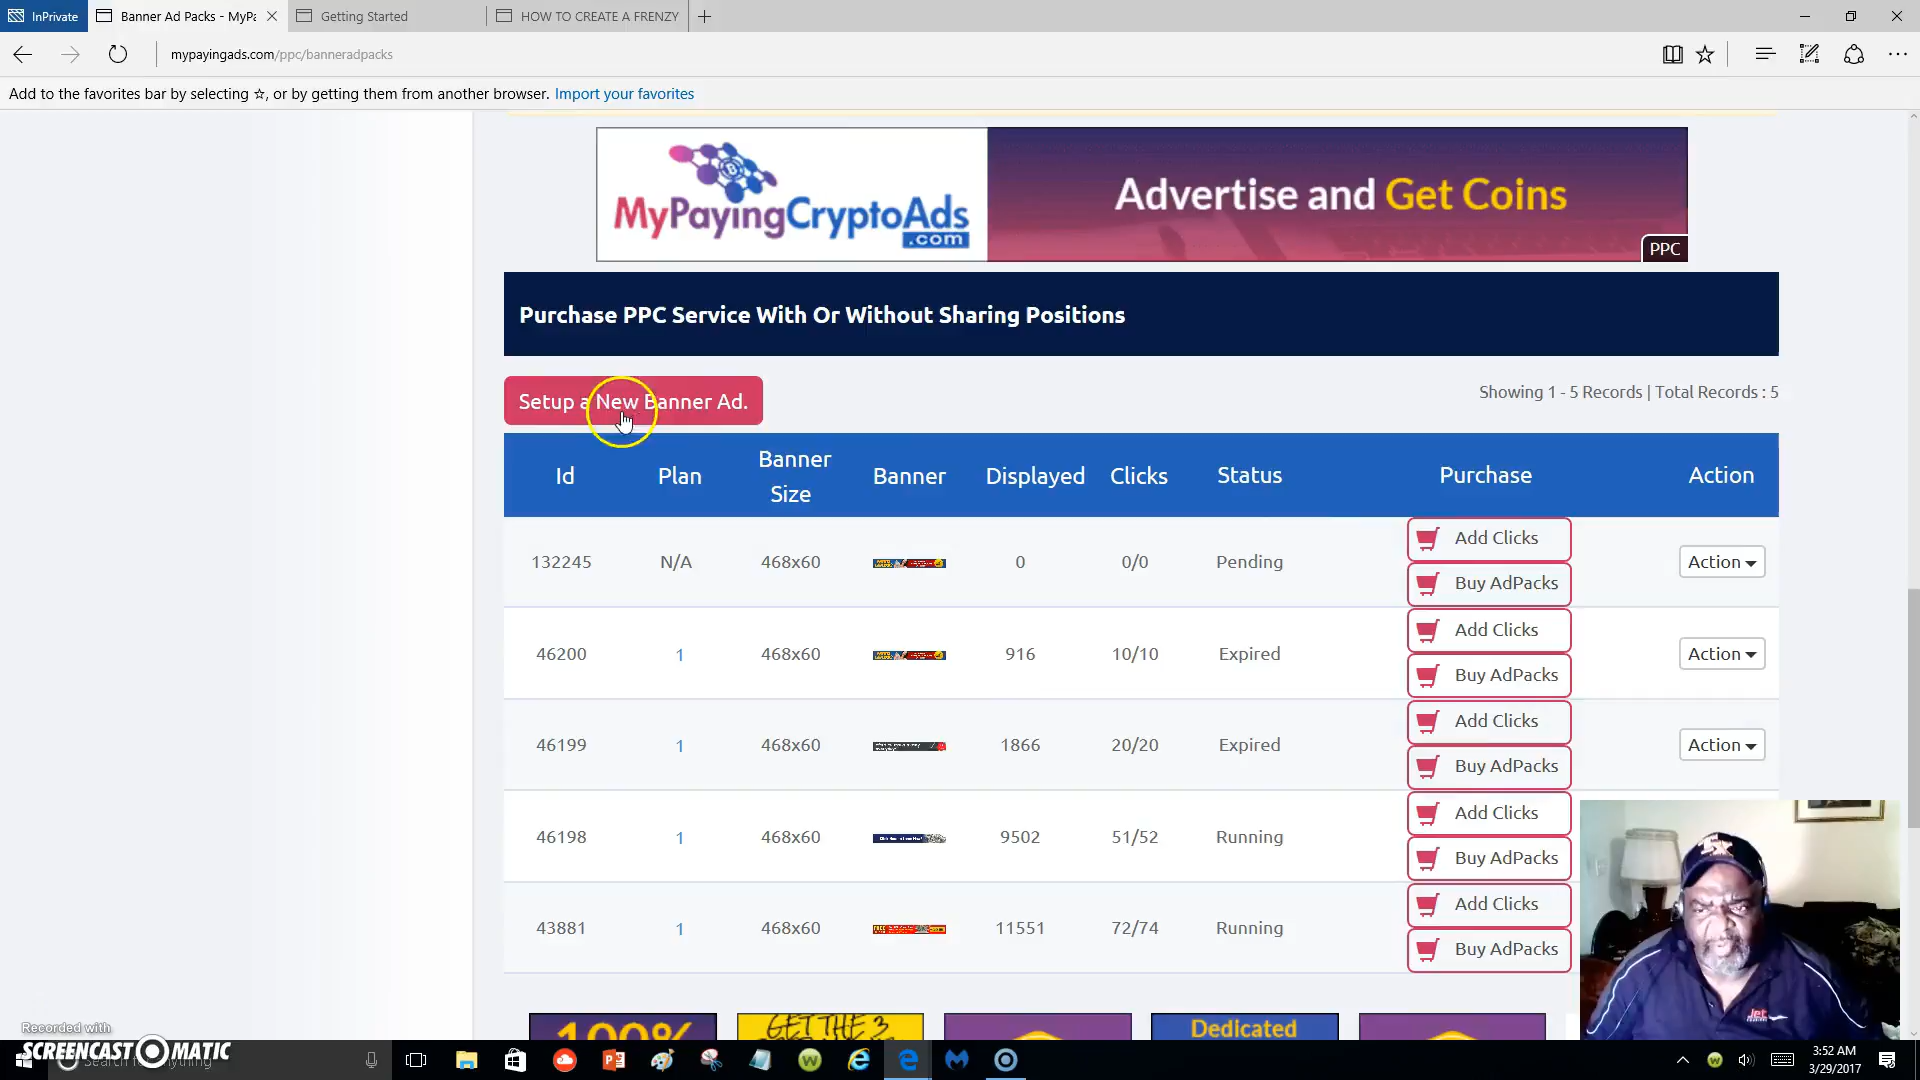 InPrivate
Banner Ad Packs - MyPa
Getting Started
HOW TO CREATE A FRENZY
mypayingads.com/ppc/banneradpacks
Add to the favorites bar by selecting ☆, or by getting them from another browser. Import your favorites
MyPayingCryptoAds
.com
Advertise and Get Coins
PPC
Purchase PPC Service With Or Without Sharing Positions
Setup a New Banner Ad.
Showing 1 - 5 Records | Total Records : 5
Id Plan Banner Size Banner Displayed Clicks Status Purchase Action
132245 N/A 468x60 0 0/0 Pending Add Clicks Buy AdPacks Action
46200 1 468x60 916 10/10 Expired Add Clicks Buy AdPacks Action
46199 1 468x60 1866 20/20 Expired Add Clicks Buy AdPacks Action
46198 1 468x60 9502 51/52 Running Add Clicks Buy AdPacks
43881 1 468x60 11551 72/74 Running Add Clicks Buy AdPacks
100%
GET THE 3
Dedicated
Recorded with
SCREENCAST MATIC
Search for anything
3:52 AM
3/29/2017